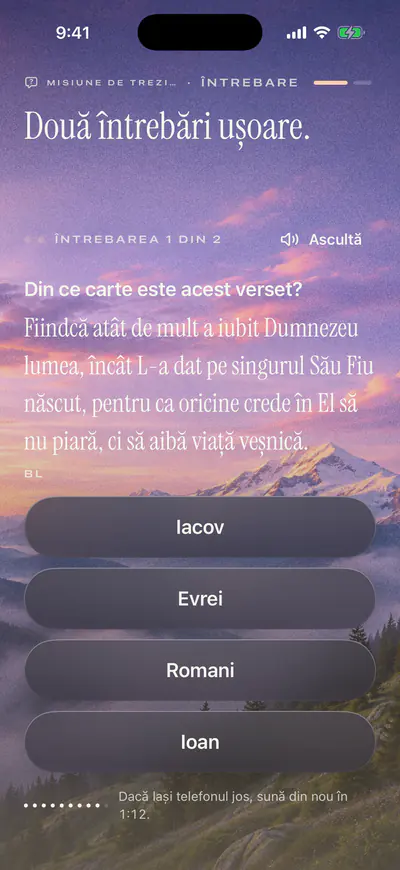 9:41
MISIUNE DE TREZI... · ÎNTREBARE
Două întrebări ușoare.
ÎNTREBAREA 1 DIN 2
Ascultă
Din ce carte este acest verset?
Fiindcă atât de mult a iubit Dumnezeu
lumea, încât L-a dat pe singurul Său Fiu
născut, pentru ca oricine crede în El să
nu piară, ci să aibă viață veșnică.
BL
Iacov
Evrei
Romani
Ioan
Dacă lași telefonul jos, sună din nou în
1:12.